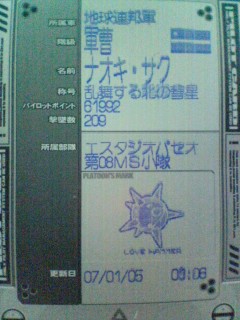 所属軍 地球連邦軍
階級 軍曹
名前 ナオキ・サク
称号 乱舞する北の彗星
パイロットポイント 61992
撃墜数 209
所属部隊 エスタジオパセオ
第08MS小隊
PLATOON'S MARK
更新日 07/01/05 00:06